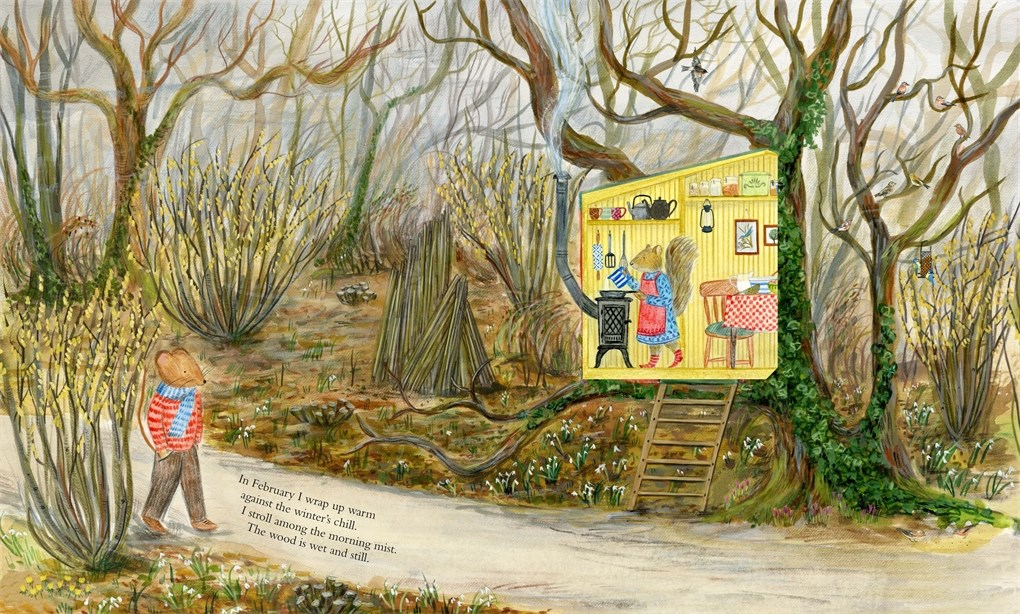 In February I wrap up warm
against the winter's chill.
I stroll among the morning mist.
The wood is wet and still.